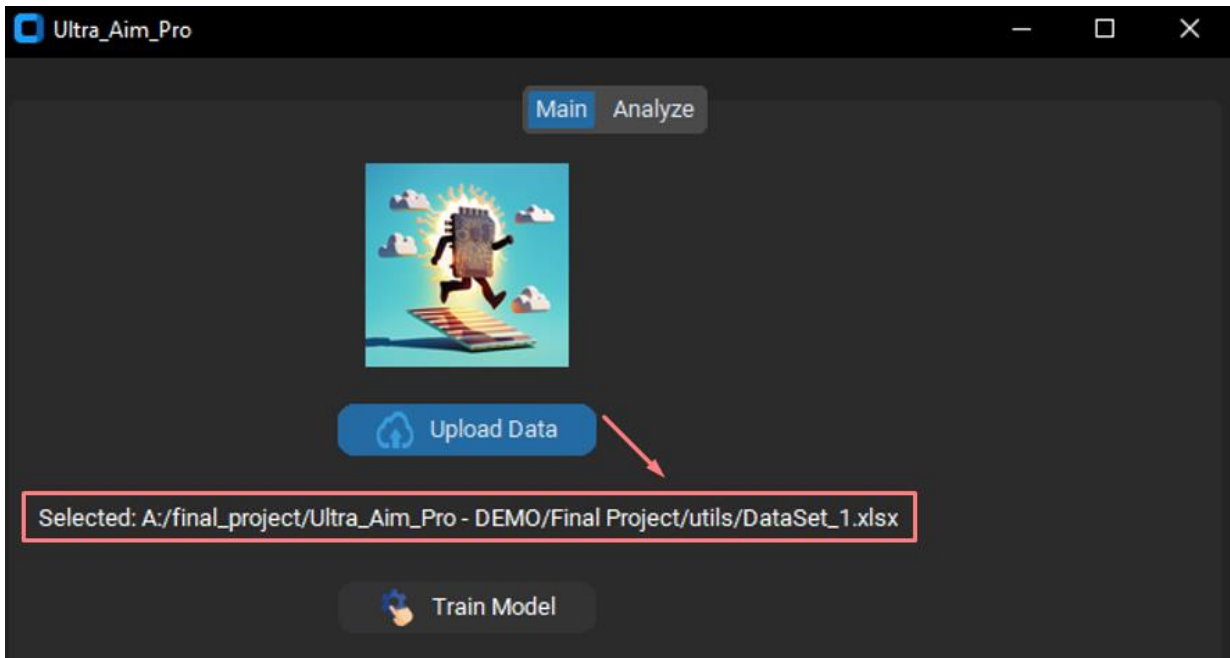 Ultra_Aim_Pro
Main Analyze
Upload Data
Selected: A:/final_project/Ultra_Aim_Pro - DEMO/Final Project/utils/DataSet_1.xlsx
Train Model